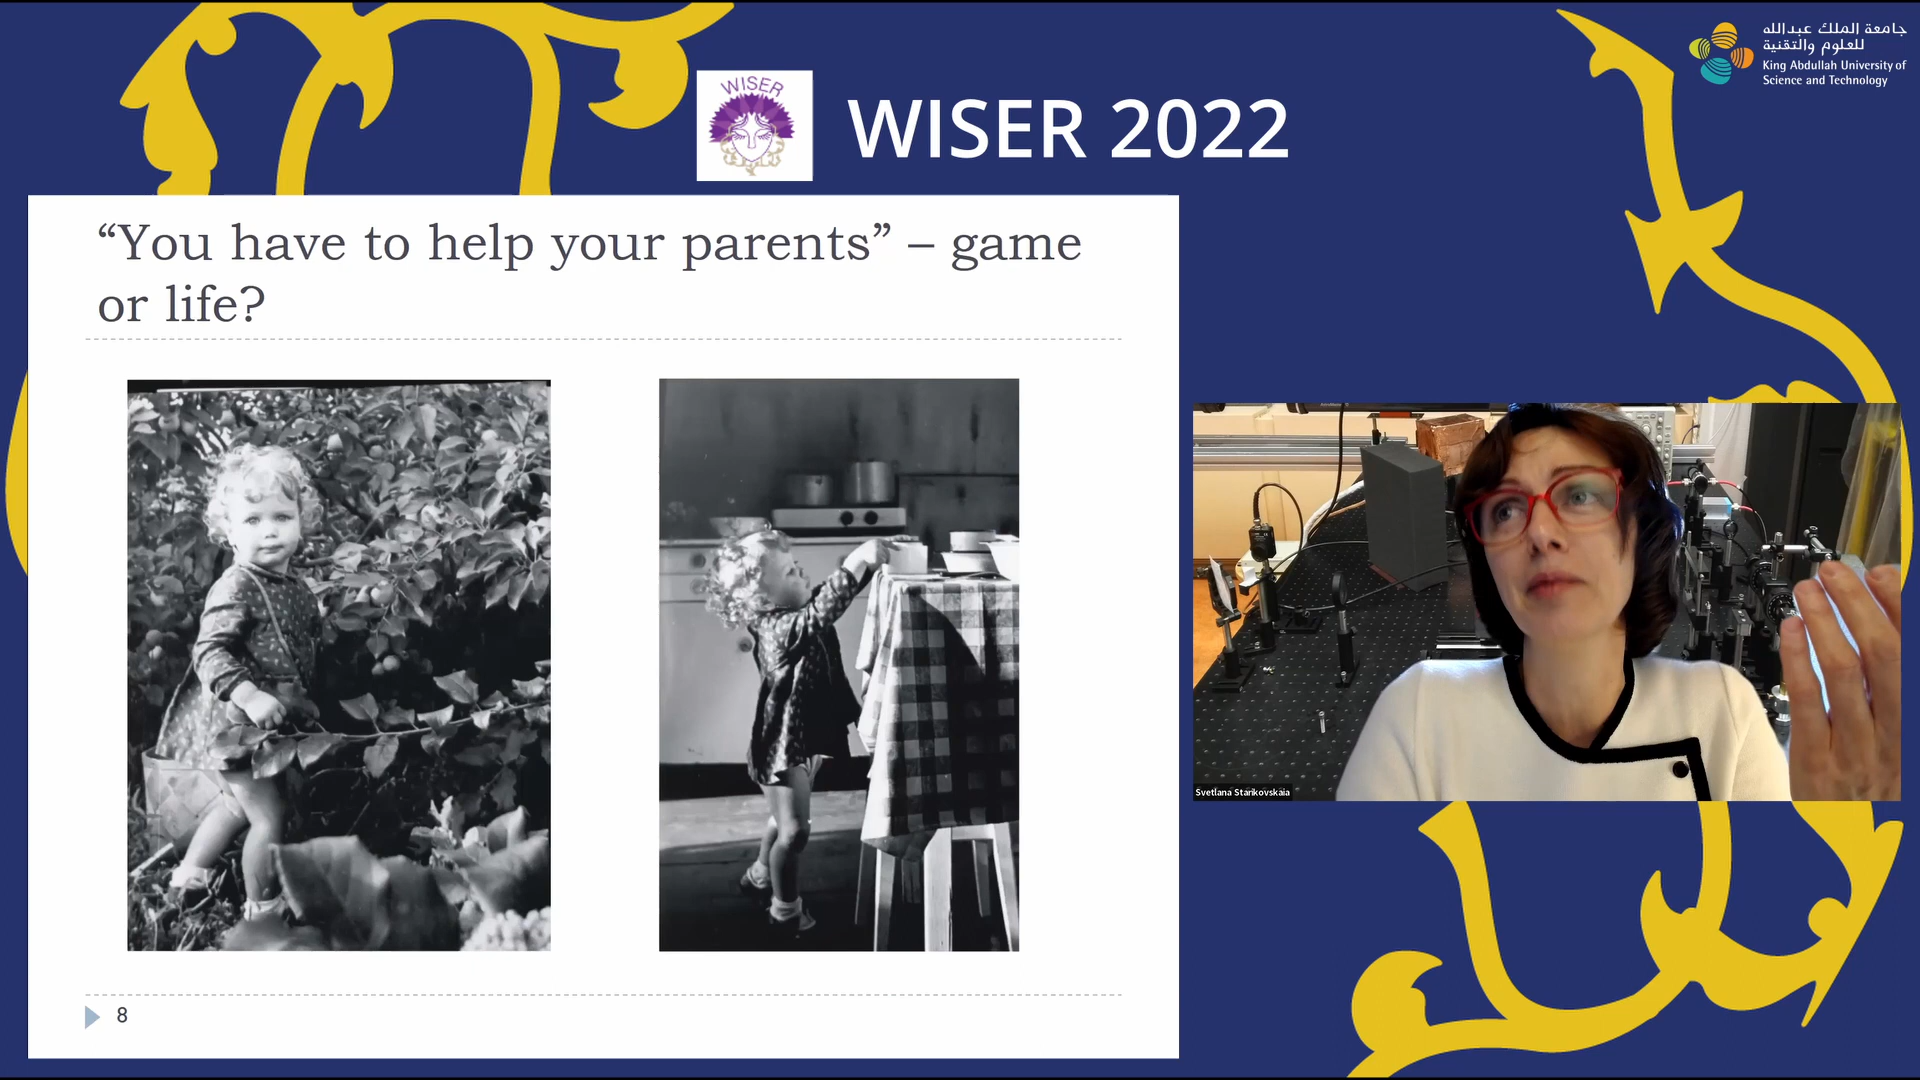 جامعة الملك عبدالله
للعلوم والتقنية
King Abdullah University of
Science and Technology
WISER
WISER 2022
“You have to help your parents” – game
or life?
Svetlana Starikovskaia
8